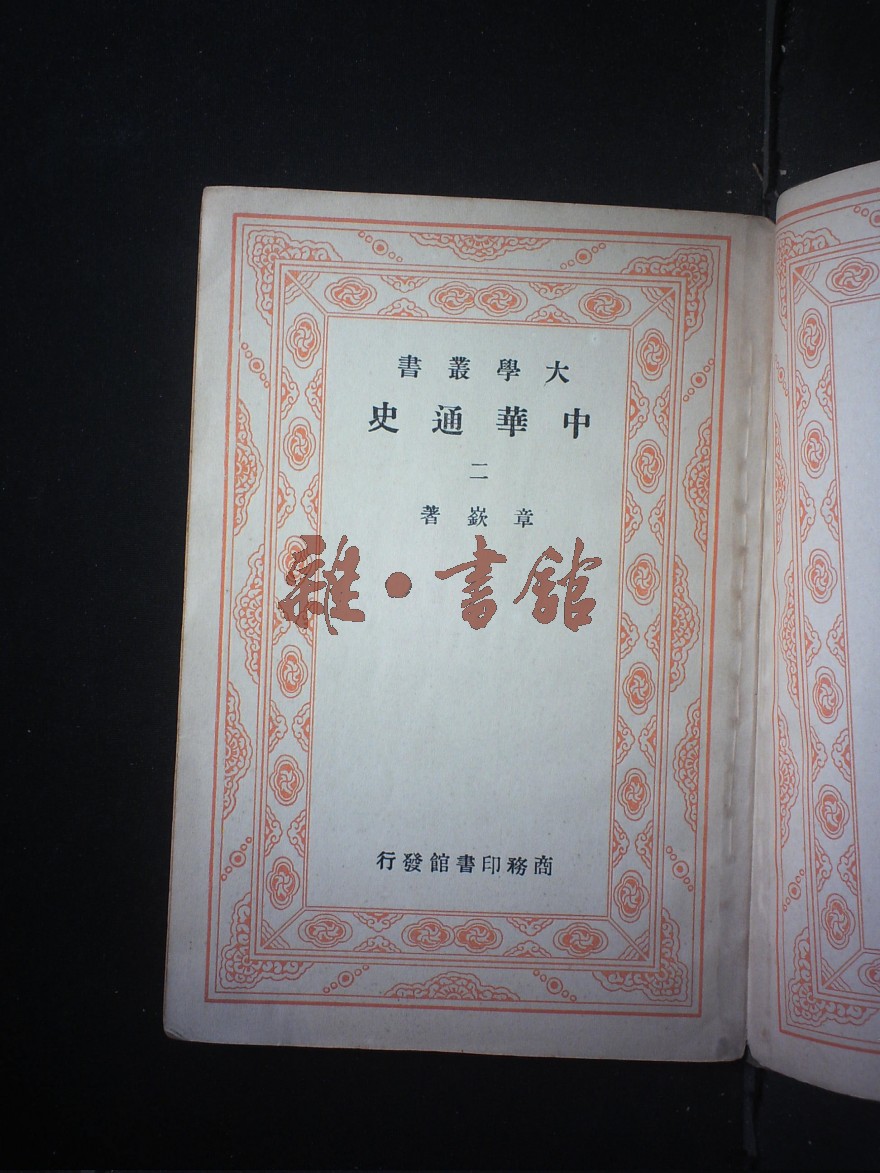 大學叢書
中華通史
二
章嶔著
雜·書館
商務印書館發行